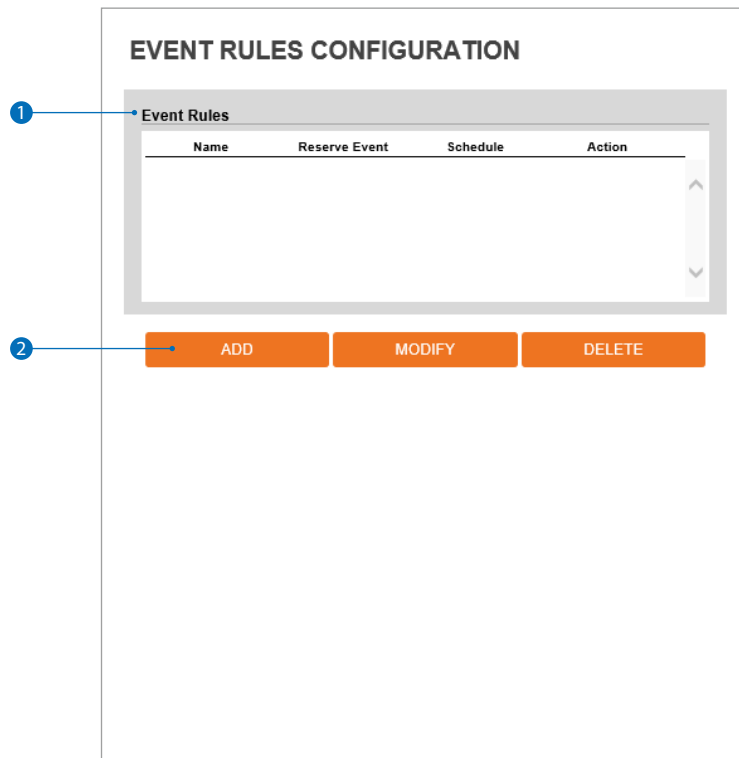 EVENT RULES CONFIGURATION
1
Event Rules
Name Reserve Event Schedule Action
2
ADD MODIFY DELETE